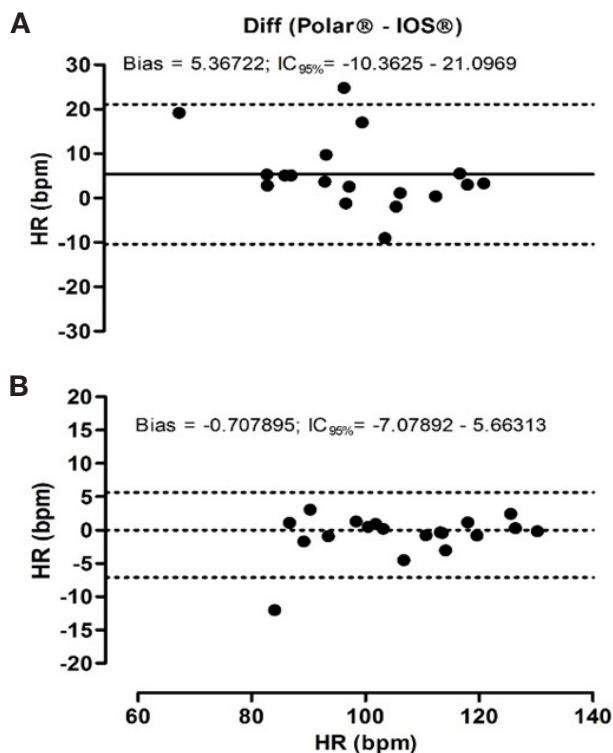 A
Diff (Polar® - IOS®)
Bias = 5.36722; IC95%= -10.3625 - 21.0969
30
20
10
0
-10
-20
-30
HR (bpm)
B
Bias = -0.707895; IC95%= -7.07892 - 5.66313
20
15
10
5
0
-5
-10
-15
-20
HR (bpm)
60 80 100 120 140
HR (bpm)